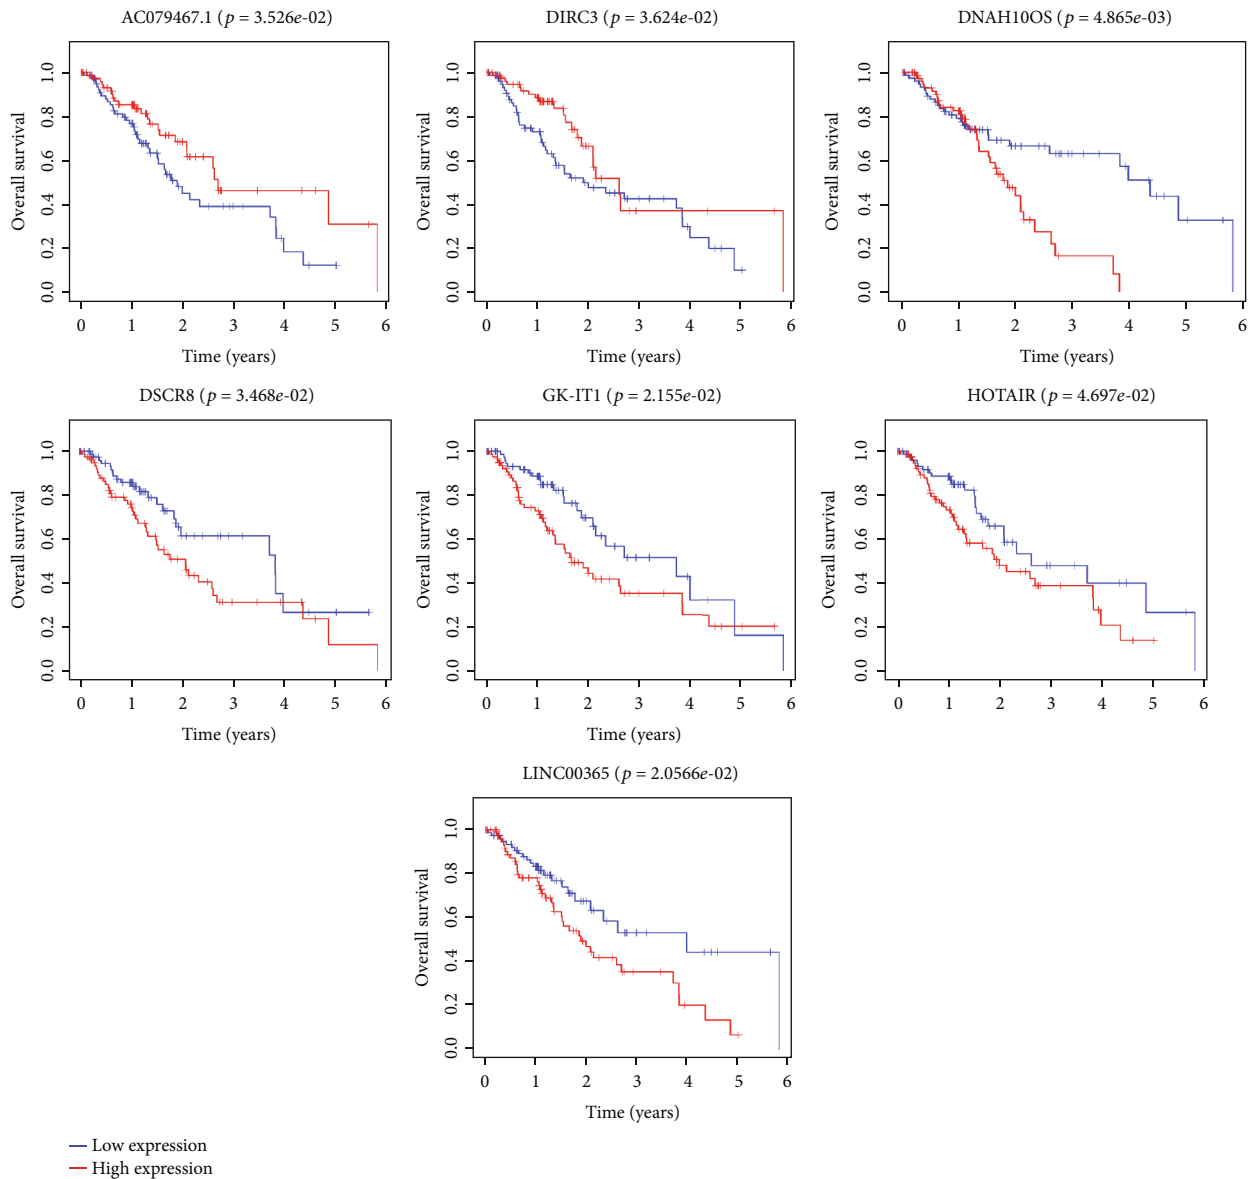 AC079467.1 (p = 3.526e-02)
Overall survival
1.0
0.8
0.6
0.4
0.2
0.0
0 1 2 3 4 5 6
Time (years)
DIRC3 (p = 3.624e-02)
Overall survival
1.0
0.8
0.6
0.4
0.2
0.0
0 1 2 3 4 5 6
Time (years)
DNAH10OS (p = 4.865e-03)
Overall survival
1.0
0.8
0.6
0.4
0.2
0.0
0 1 2 3 4 5 6
Time (years)
DSCR8 (p = 3.468e-02)
Overall survival
1.0
0.8
0.6
0.4
0.2
0.0
0 1 2 3 4 5 6
Time (years)
GK-IT1 (p = 2.155e-02)
Overall survival
1.0
0.8
0.6
0.4
0.2
0.0
0 1 2 3 4 5 6
Time (years)
HOTAIR (p = 4.697e-02)
Overall survival
1.0
0.8
0.6
0.4
0.2
0.0
0 1 2 3 4 5 6
Time (years)
LINC00365 (p = 2.0566e-02)
Overall survival
1.0
0.8
0.6
0.4
0.2
0.0
0 1 2 3 4 5 6
Time (years)
Low expression
High expression